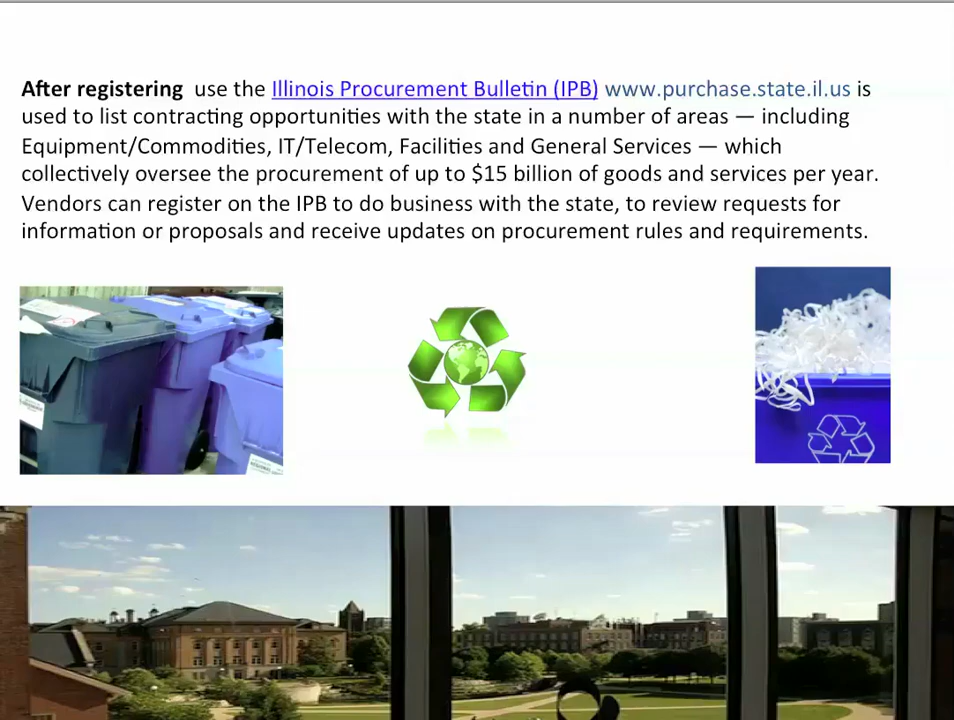 After registering use the Illinois Procurement Bulletin (IPB) www.purchase.state.il.us is
used to list contracting opportunities with the state in a number of areas — including
Equipment/Commodities, IT/Telecom, Facilities and General Services — which
collectively oversee the procurement of up to $15 billion of goods and services per year.
Vendors can register on the IPB to do business with the state, to review requests for
information or proposals and receive updates on procurement rules and requirements.